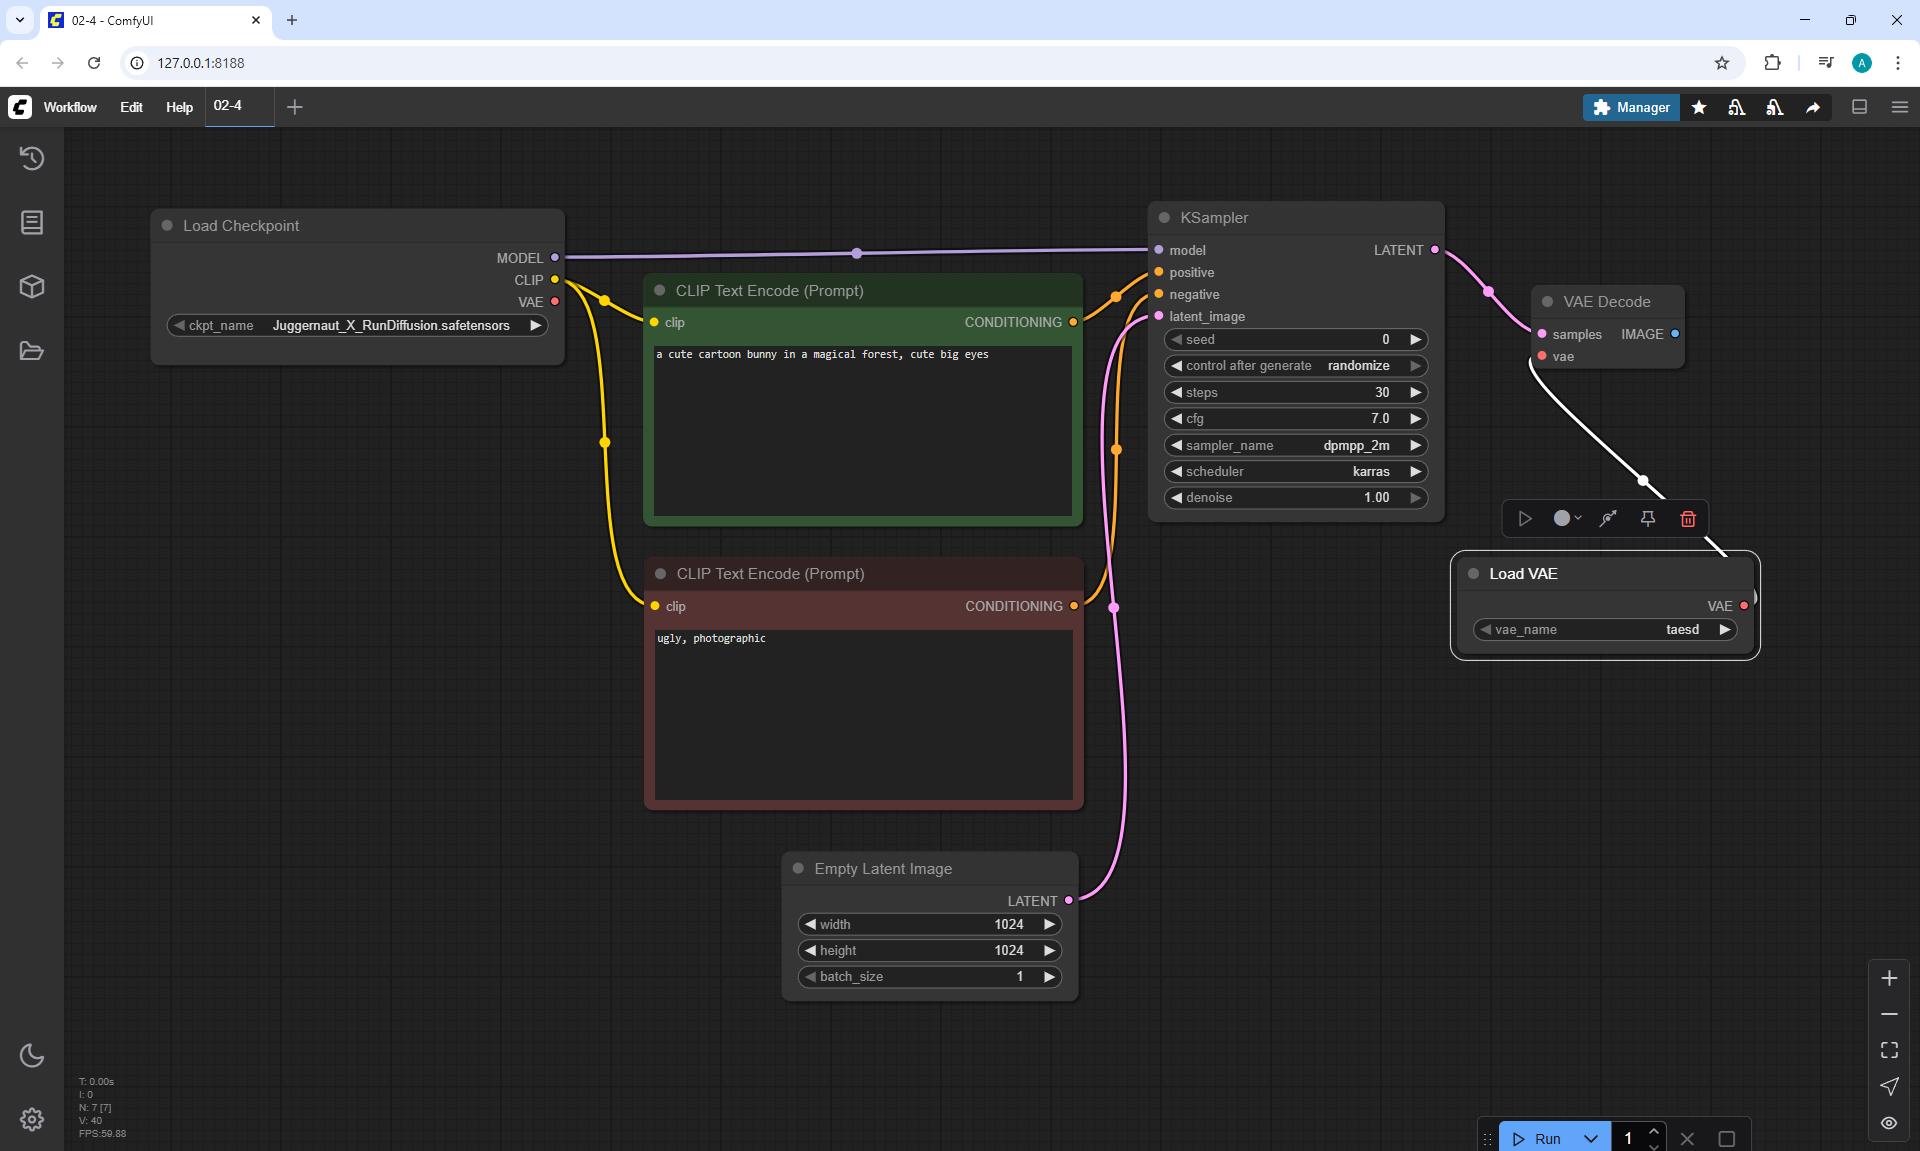 02-4 - ComfyUI
127.0.0.1:8188
Workflow Edit Help 02-4 Manager
Load Checkpoint
MODEL
CLIP
VAE
ckpt_name Juggernaut_X_RunDiffusion.safetensors
CLIP Text Encode (Prompt)
clip CONDITIONING
a cute cartoon bunny in a magical forest, cute big eyes
CLIP Text Encode (Prompt)
clip CONDITIONING
ugly, photographic
Empty Latent Image
LATENT
width 1024
height 1024
batch_size 1
KSampler
model LATENT
positive
negative
latent_image
seed 0
control after generate randomize
steps 30
cfg 7.0
sampler_name dpmpp_2m
scheduler karras
denoise 1.00
VAE Decode
samples IMAGE
vae
Load VAE
VAE
vae_name taesd
T: 0.00s
I: 0
N: 7 [7]
V: 40
FPS:59.88
Run 1
A